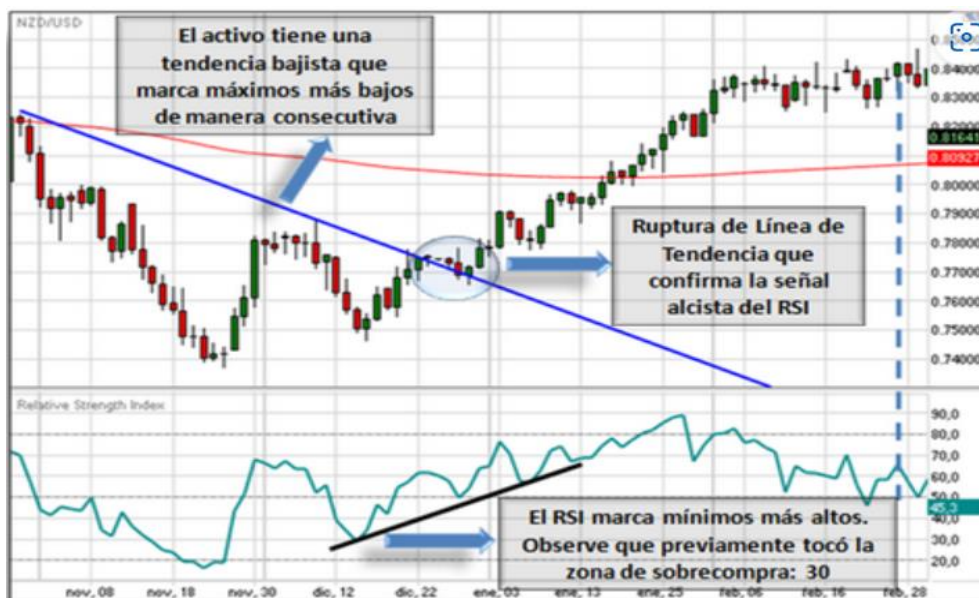 NZD/USD
El activo tiene una
tendencia bajista que
marca máximos más bajos
de manera consecutiva
0.84000
0.83000
0.82000
0.81641
0.80927
0.80000
0.79000
0.78000
0.77000
0.76000
0.75000
0.74000
Ruptura de Línea de
Tendencia que
confirma la señal
alcista del RSI
Relative Strength Index
90,0
80,0
70,0
60,0
50,0
45,3
40,0
30,0
20,0
El RSI marca mínimos más altos.
Observe que previamente tocó la
zona de sobrecompra: 30
nov, 08 nov, 18 nov, 30 dic, 12 dic, 22 ene, 03 ene, 13 ene, 25 feb, 06 feb, 16 feb, 28